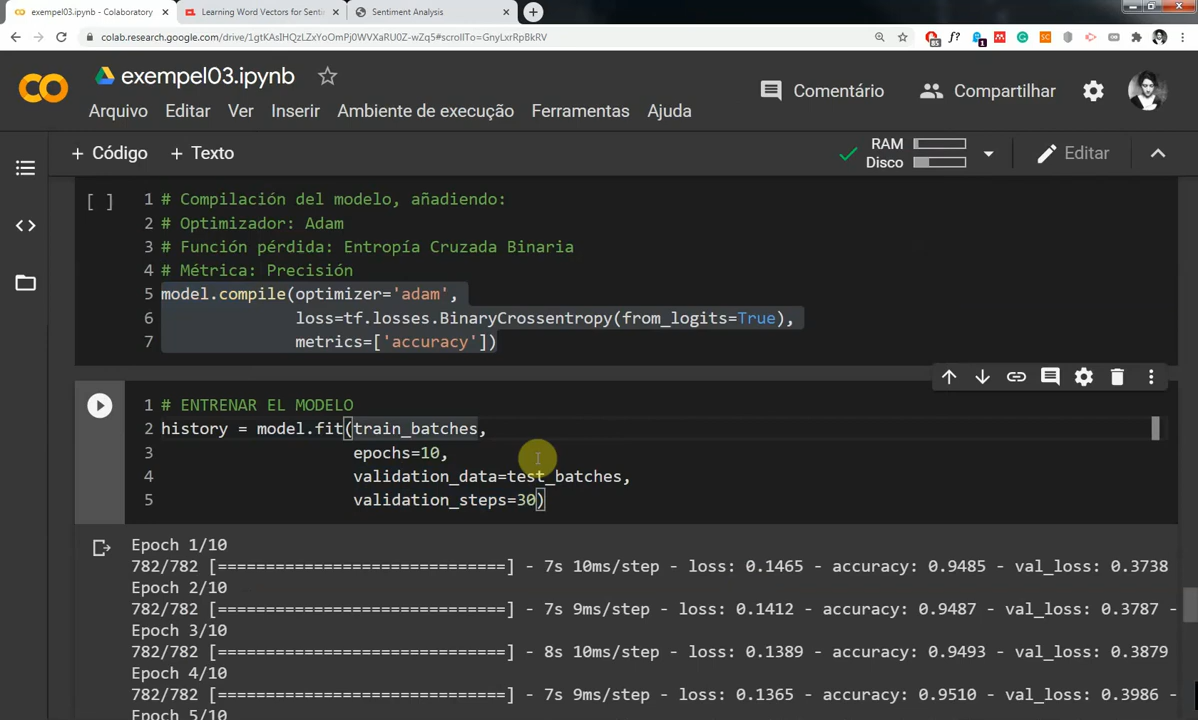 exempel03.ipynb - Colaboratory
Learning Word Vectors for Senti
Sentiment Analysis
colab.research.google.com/drive/1gtKAsIHQzLZxYoOmPj0WVXaRU0Z-wZq5#scrollTo=GnyLxrRpBkRV
exempel03.ipynb
Comentário
Compartilhar
Arquivo Editar Ver Inserir Ambiente de execução Ferramentas Ajuda
+ Código + Texto
RAM
Disco
Editar
[ ] 1 # Compilación del modelo, añadiendo:
2 # Optimizador: Adam
3 # Función pérdida: Entropía Cruzada Binaria
4 # Métrica: Precisión
5 model.compile(optimizer='adam',
6 loss=tf.losses.BinaryCrossentropy(from_logits=True),
7 metrics=['accuracy'])
1 # ENTRENAR EL MODELO
2 history = model.fit(train_batches,
3 epochs=10,
4 validation_data=test_batches,
5 validation_steps=30)
Epoch 1/10
782/782 [==============================] - 7s 10ms/step - loss: 0.1465 - accuracy: 0.9485 - val_loss: 0.3738
Epoch 2/10
782/782 [==============================] - 7s 9ms/step - loss: 0.1412 - accuracy: 0.9487 - val_loss: 0.3787 -
Epoch 3/10
782/782 [==============================] - 8s 10ms/step - loss: 0.1389 - accuracy: 0.9493 - val_loss: 0.3879
Epoch 4/10
782/782 [==============================] - 7s 9ms/step - loss: 0.1365 - accuracy: 0.9510 - val_loss: 0.3986 -
Epoch 5/10